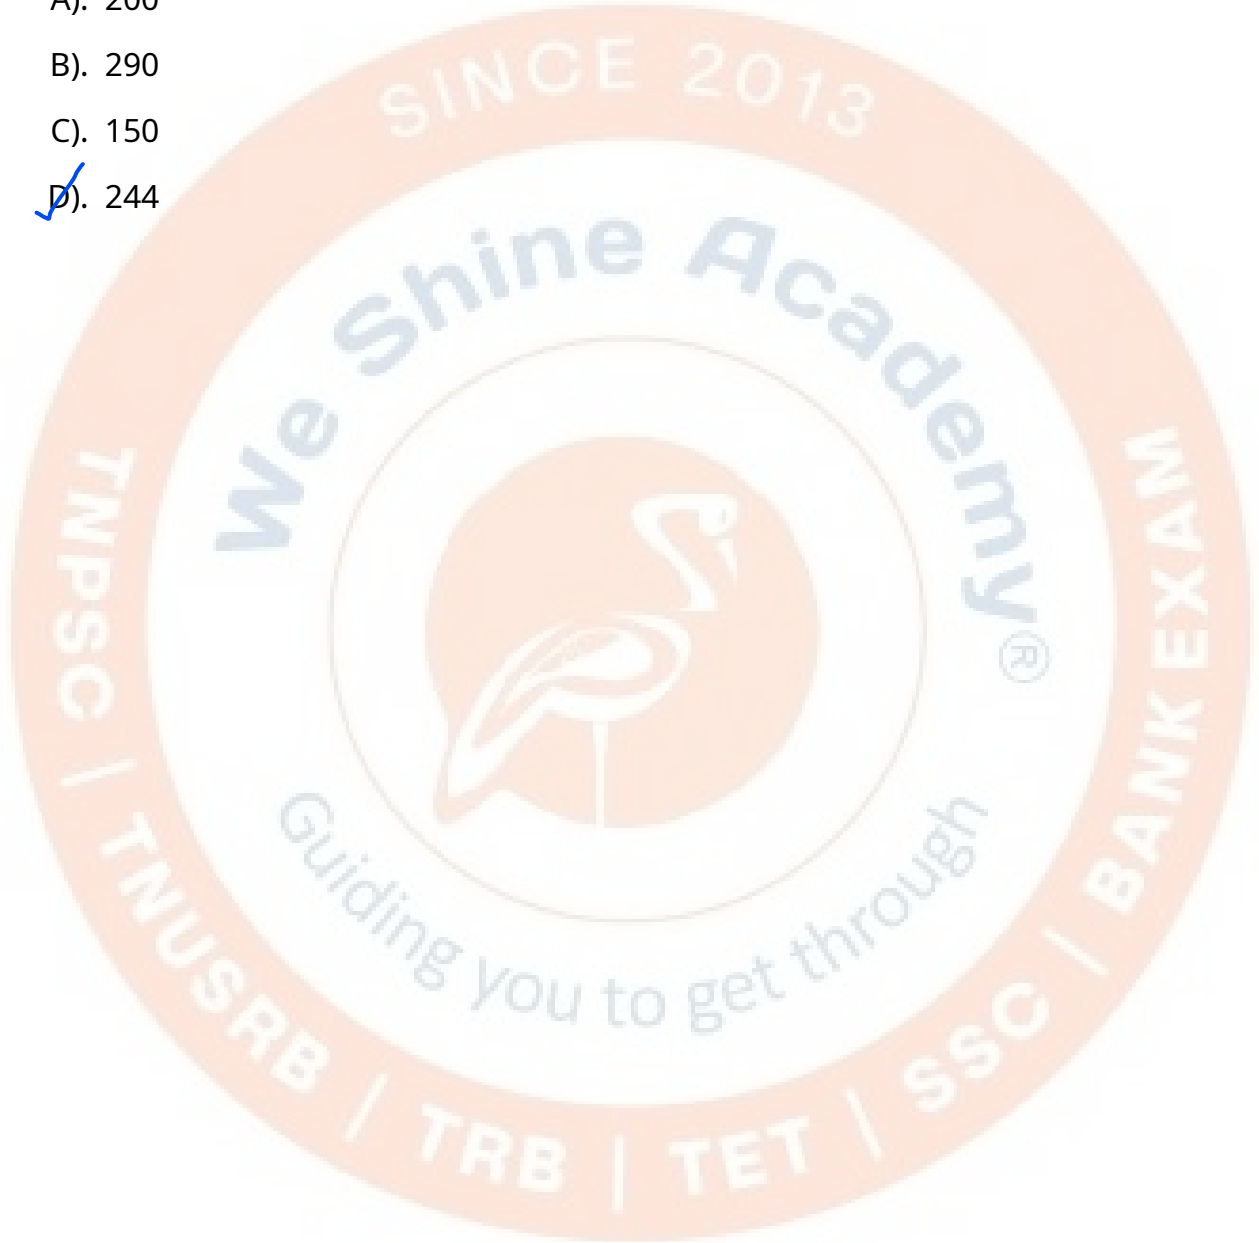 A). 200
B). 290
C). 150
D). 244
SINCE 2013
We Shine Academy®
Guiding you to get through
TNPSC | TNUSRB | TRB | TET | SSC | BANK EXAM